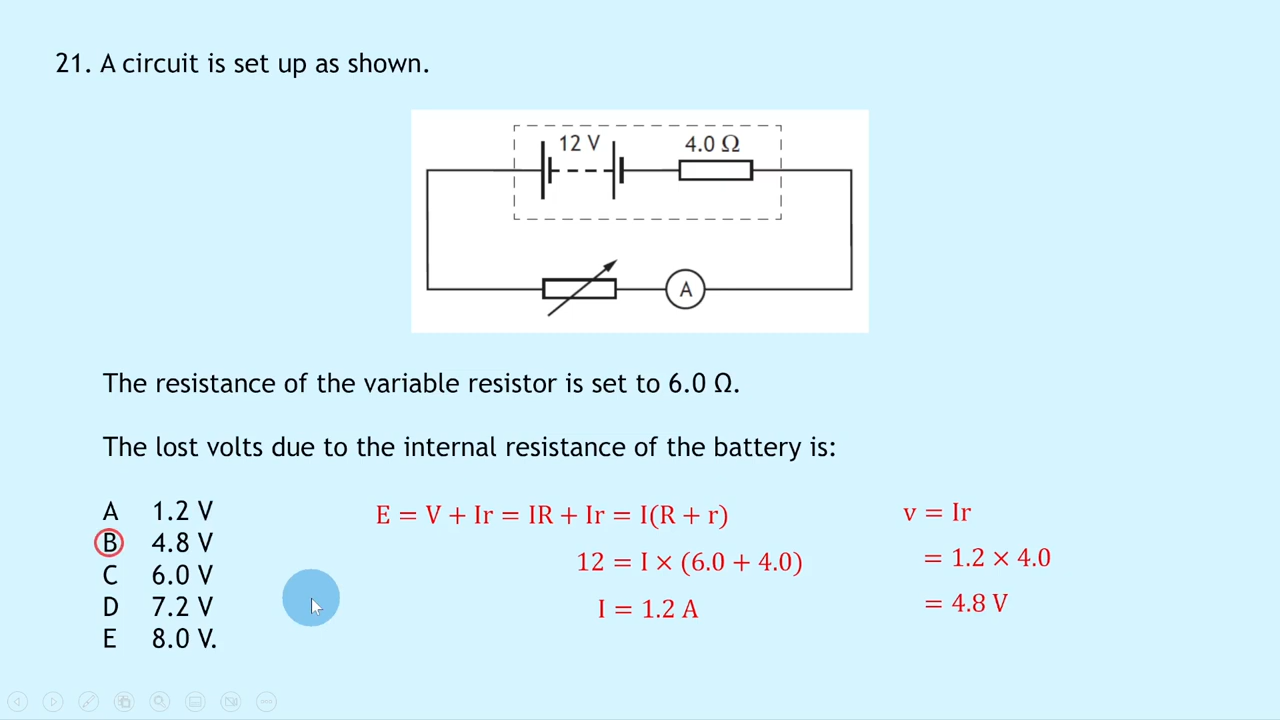 21. A circuit is set up as shown.
12 V
4.0 Ω
A
The resistance of the variable resistor is set to 6.0 Ω.
The lost volts due to the internal resistance of the battery is:
A 1.2 V
B 4.8 V
C 6.0 V
D 7.2 V
E 8.0 V.
E = V + Ir = IR + Ir = I(R + r)
12 = I × (6.0 + 4.0)
I = 1.2 A
v = Ir
= 1.2 × 4.0
= 4.8 V